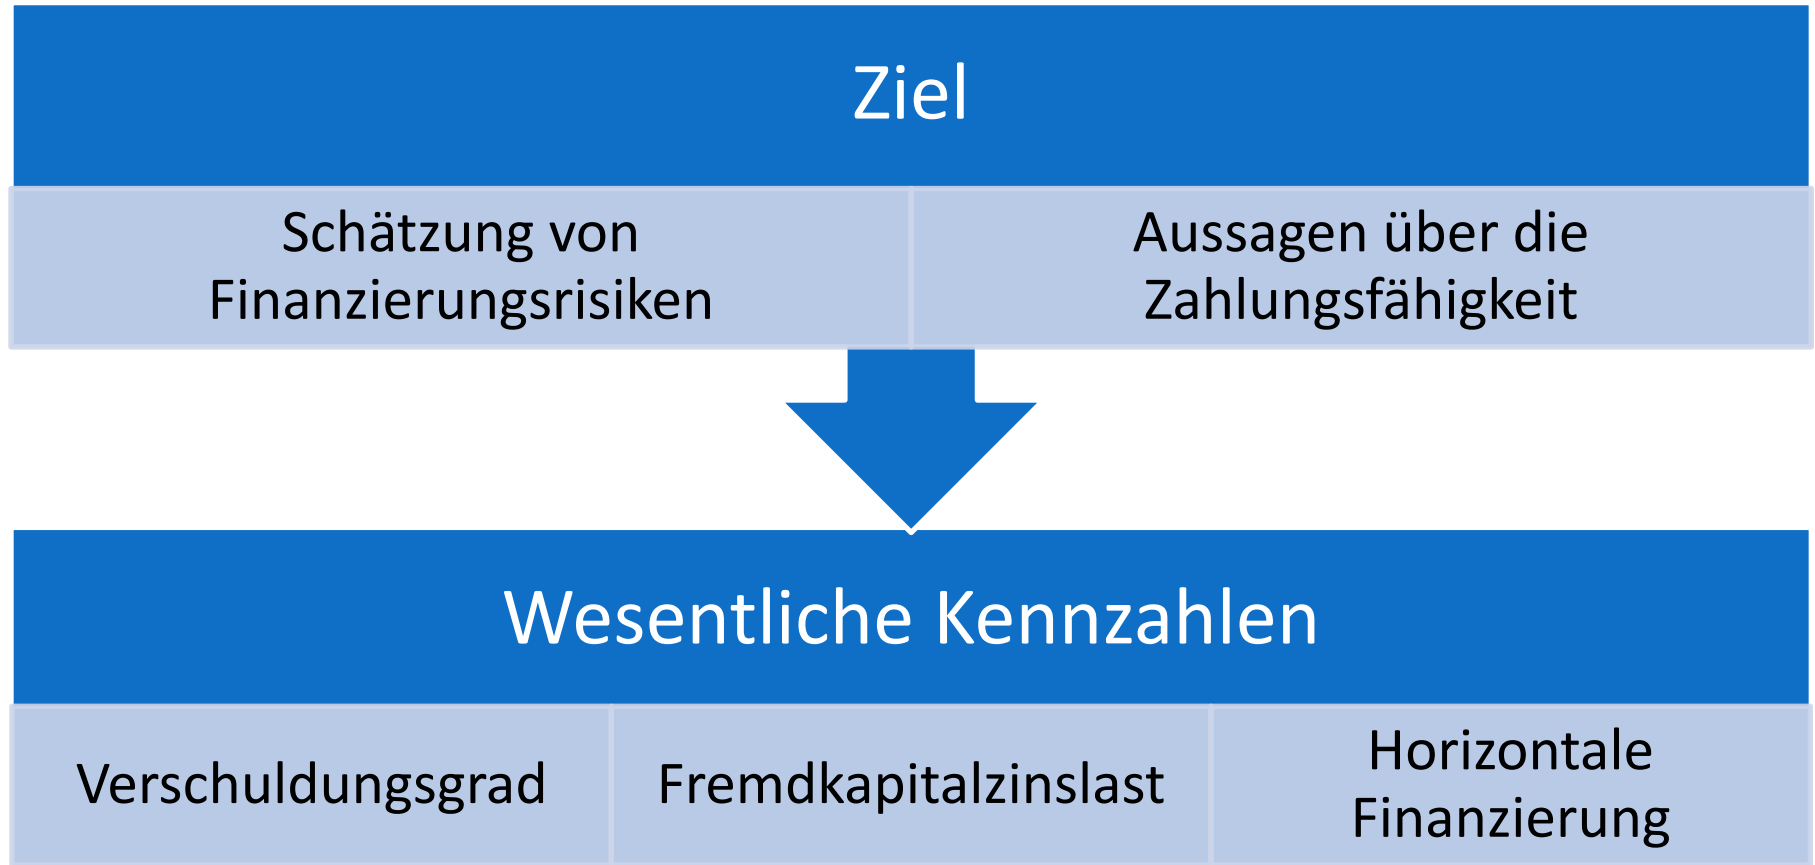 Ziel
Schätzung von
Finanzierungsrisiken
Aussagen über die
Zahlungsfähigkeit
Wesentliche Kennzahlen
Verschuldungsgrad
Fremdkapitalzinslast
Horizontale
Finanzierung